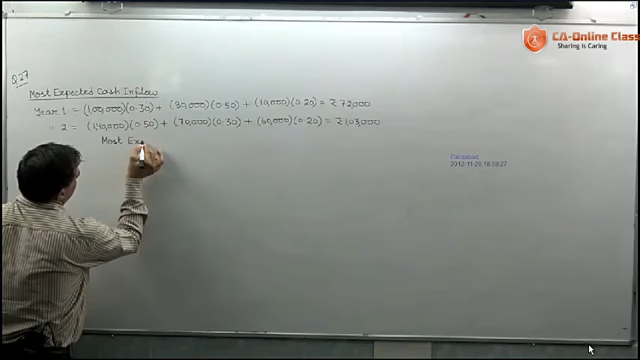 CA-Online Class
Sharing is Caring
Q.27
Most Expected Cash Inflow
Year 1 = (1,00,000)(0.30) + (80,000)(0.50) + (10,000)(0.20) = ₹72,000
" 2 = (1,40,000)(0.50) + (70,000)(0.30) + (60,000)(0.20) = ₹1,03,000
Most Exp
Faridabad
2012-11-28 18:58:27